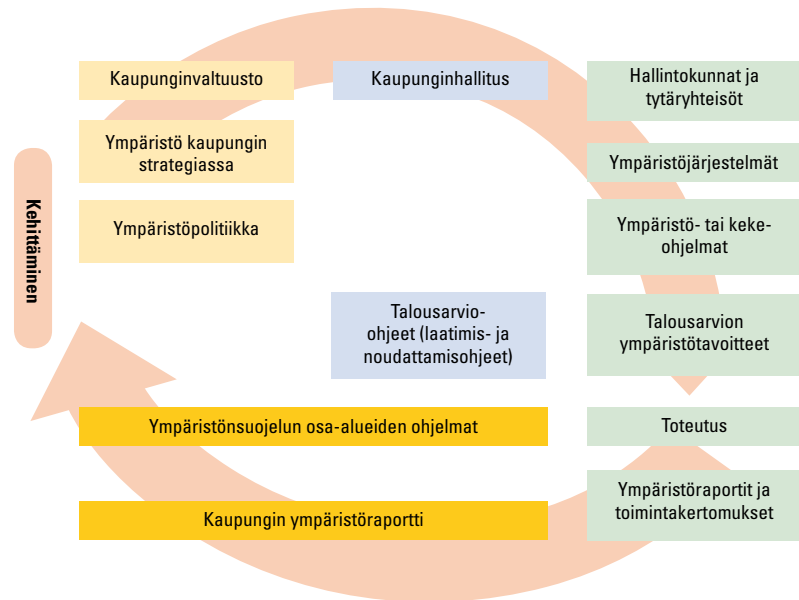 Kaupunginvaltuusto
Kaupunginhallitus
Hallintokunnat ja
tytäryhteisöt
Ympäristö kaupungin
strategiassa
Ympäristöjärjestelmät
Kehittäminen
Ympäristöpolitiikka
Ympäristö- tai keke-
ohjelmat
Talousarvio-
ohjeet (laatimis- ja
noudattamisohjeet)
Talousarvion
ympäristötavoitteet
Ympäristönsuojelun osa-alueiden ohjelmat
Toteutus
Kaupungin ympäristöraportti
Ympäristöraportit ja
toimintakertomukset